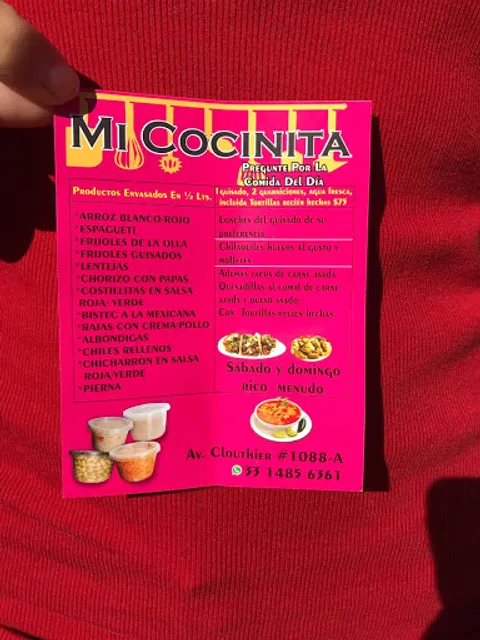 MI COCINITA
PREGUNTE POR LA
COMIDA DEL DÍA
PRODUCTOS ENVASADOS EN ½ LTS.
1 guisado, 2 guarniciones, agua fresca,
incluida Tortillas recién hechas $75
*ARROZ BLANCO/ROJO
*ESPAGUETI
*FRIJOLES DE LA OLLA
*FRIJOLES GUISADOS
*LENTEJAS
*CHORIZO CON PAPAS
*COSTILLITAS EN SALSA
ROJA/ VERDE
*BISTEC A LA MEXICANA
*RAJAS CON CREMA/POLLO
*ALBÓNDIGAS
*CHILES RELLENOS
*CHICHARRON EN SALSA
ROJA/VERDE
*PIERNA
Lonches del guisado de su
preferencia
Chilaquiles huevos al gusto y
molletes
Además tacos de carne asada
Quesadillas al comal de carne
asada y queso asado
Con Tortillas recién hechas
Sábado y domingo
rico menudo
Av. Clouthier #1088-A
33 1485 6361